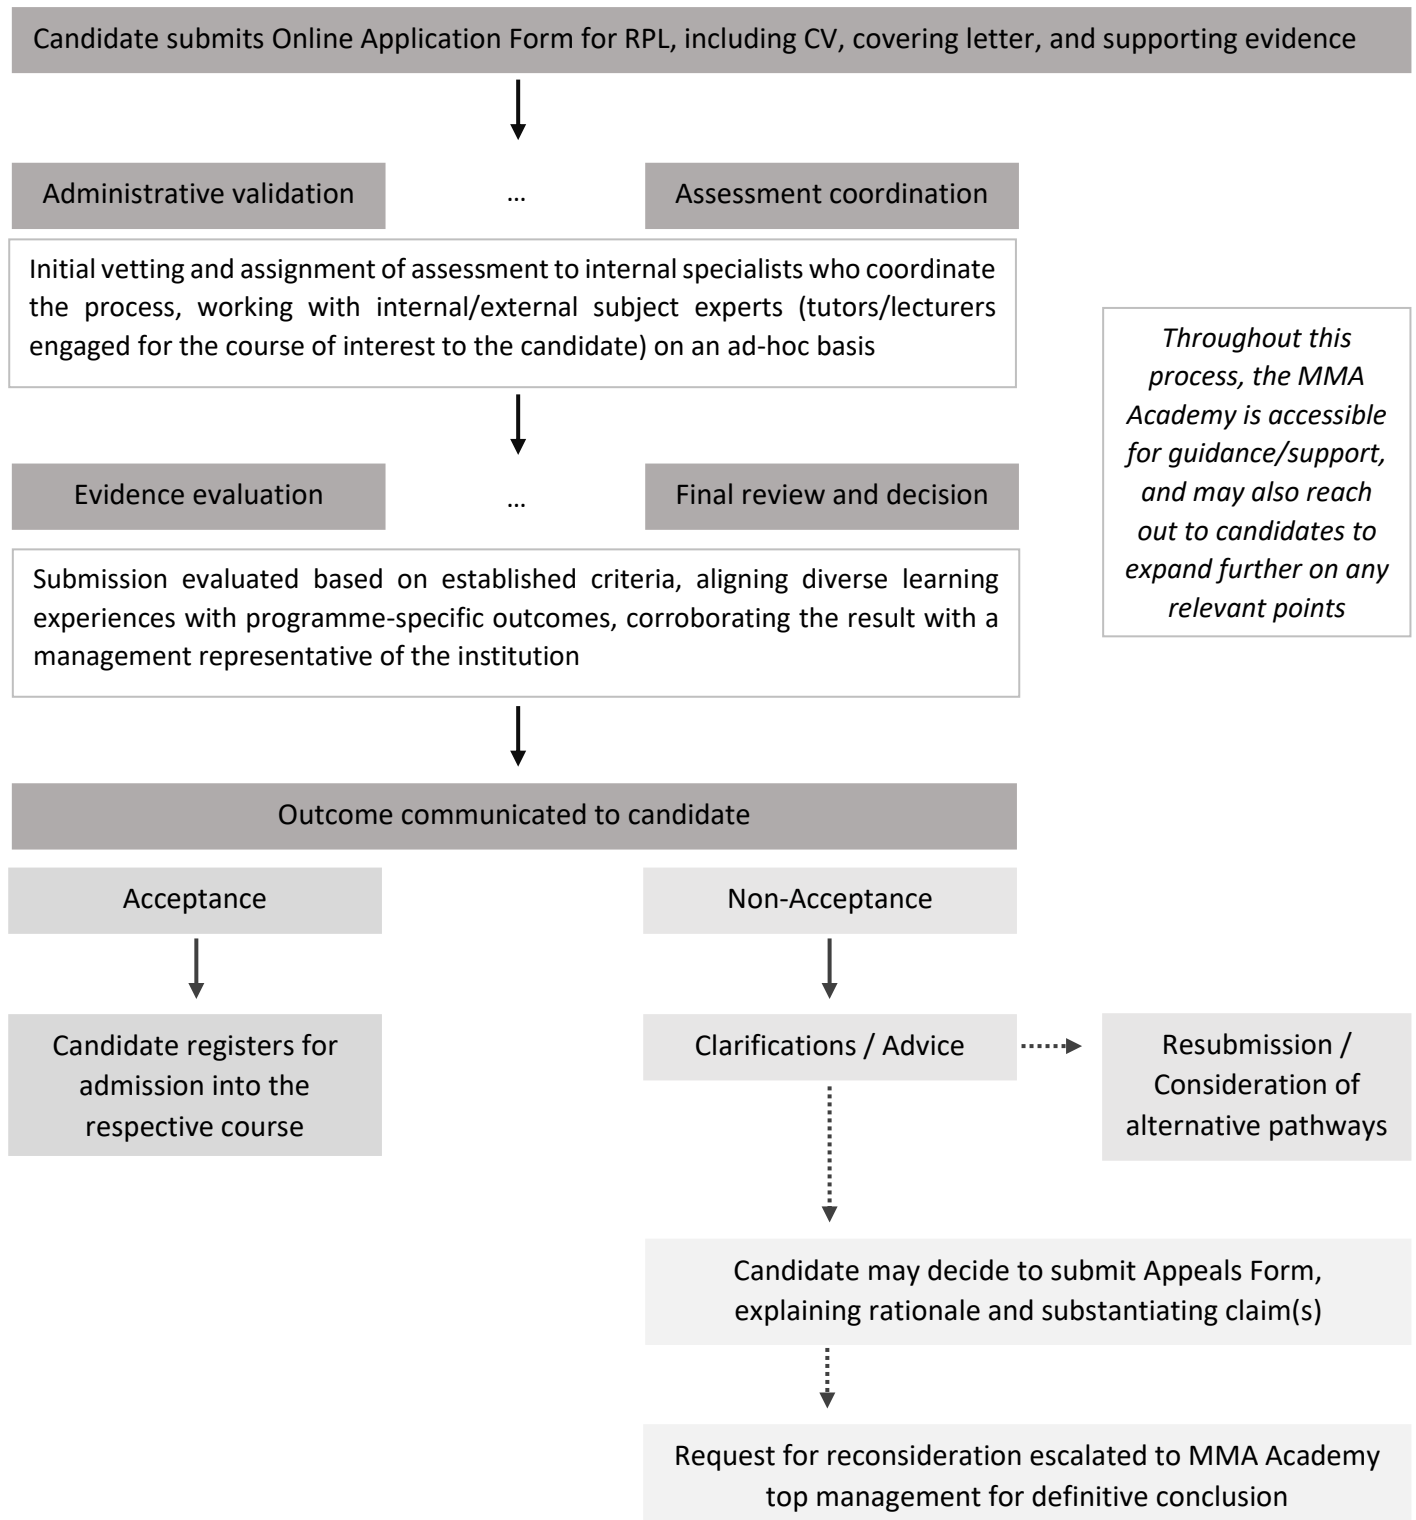 Candidate submits Online Application Form for RPL, including CV, covering letter, and supporting evidence
Administrative validation
...
Assessment coordination
Initial vetting and assignment of assessment to internal specialists who coordinate
the process, working with internal/external subject experts (tutors/lecturers
engaged for the course of interest to the candidate) on an ad-hoc basis
Throughout this
process, the MMA
Academy is accessible
for guidance/support,
and may also reach
out to candidates to
expand further on any
relevant points
Evidence evaluation
...
Final review and decision
Submission evaluated based on established criteria, aligning diverse learning
experiences with programme-specific outcomes, corroborating the result with a
management representative of the institution
Outcome communicated to candidate
Acceptance
Non-Acceptance
Candidate registers for
admission into the
respective course
Clarifications / Advice
Resubmission /
Consideration of
alternative pathways
Candidate may decide to submit Appeals Form,
explaining rationale and substantiating claim(s)
Request for reconsideration escalated to MMA Academy
top management for definitive conclusion